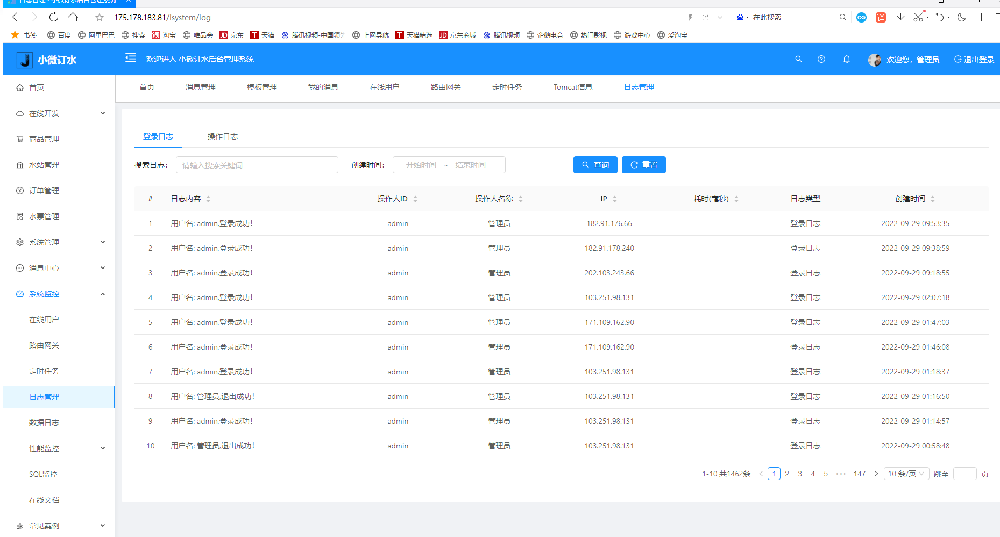 日志管理 · 小微订水后台管理系统
175.178.183.81/isystem/log
在此搜索
译
书签 百度 阿里巴巴 搜索 淘 淘宝 唯品会 JD 京东 T 天猫 腾讯视频-中国领先 上网导航 T 天猫精选 JD 京东商城 腾讯视频 企鹅电竞 热门影视 游戏中心 爱淘宝
小微订水
欢迎进入 小微订水后台管理系统
欢迎您，管理员
退出登录
首页 消息管理 模板管理 我的消息 在线用户 路由网关 定时任务 Tomcat信息 日志管理
首页
在线开发
商品管理
水站管理
订单管理
水票管理
系统管理
消息中心
系统监控
在线用户
路由网关
定时任务
日志管理
数据日志
性能监控
SQL监控
在线文档
常见案例
登录日志 操作日志
搜索日志： 请输入搜索关键词 创建时间： 开始时间 ~ 结束时间 查询 重置
# 日志内容 操作人ID 操作人名称 IP 耗时(毫秒) 日志类型 创建时间
1 用户名: admin,登录成功！ admin 管理员 182.91.176.66 登录日志 2022-09-29 09:53:35
2 用户名: admin,登录成功！ admin 管理员 182.91.178.240 登录日志 2022-09-29 09:38:59
3 用户名: admin,登录成功！ admin 管理员 202.103.243.66 登录日志 2022-09-29 09:18:55
4 用户名: admin,登录成功！ admin 管理员 103.251.98.131 登录日志 2022-09-29 02:07:18
5 用户名: admin,登录成功！ admin 管理员 171.109.162.90 登录日志 2022-09-29 01:47:03
6 用户名: admin,登录成功！ admin 管理员 171.109.162.90 登录日志 2022-09-29 01:46:08
7 用户名: admin,登录成功！ admin 管理员 103.251.98.131 登录日志 2022-09-29 01:18:37
8 用户名: 管理员,退出成功！ admin 管理员 103.251.98.131 登录日志 2022-09-29 01:16:50
9 用户名: admin,登录成功！ admin 管理员 103.251.98.131 登录日志 2022-09-29 01:14:57
10 用户名: 管理员,退出成功！ admin 管理员 103.251.98.131 登录日志 2022-09-29 00:58:48
1-10 共1462条 < 1 2 3 4 5 ••• 147 > 10 条/页 跳至 页